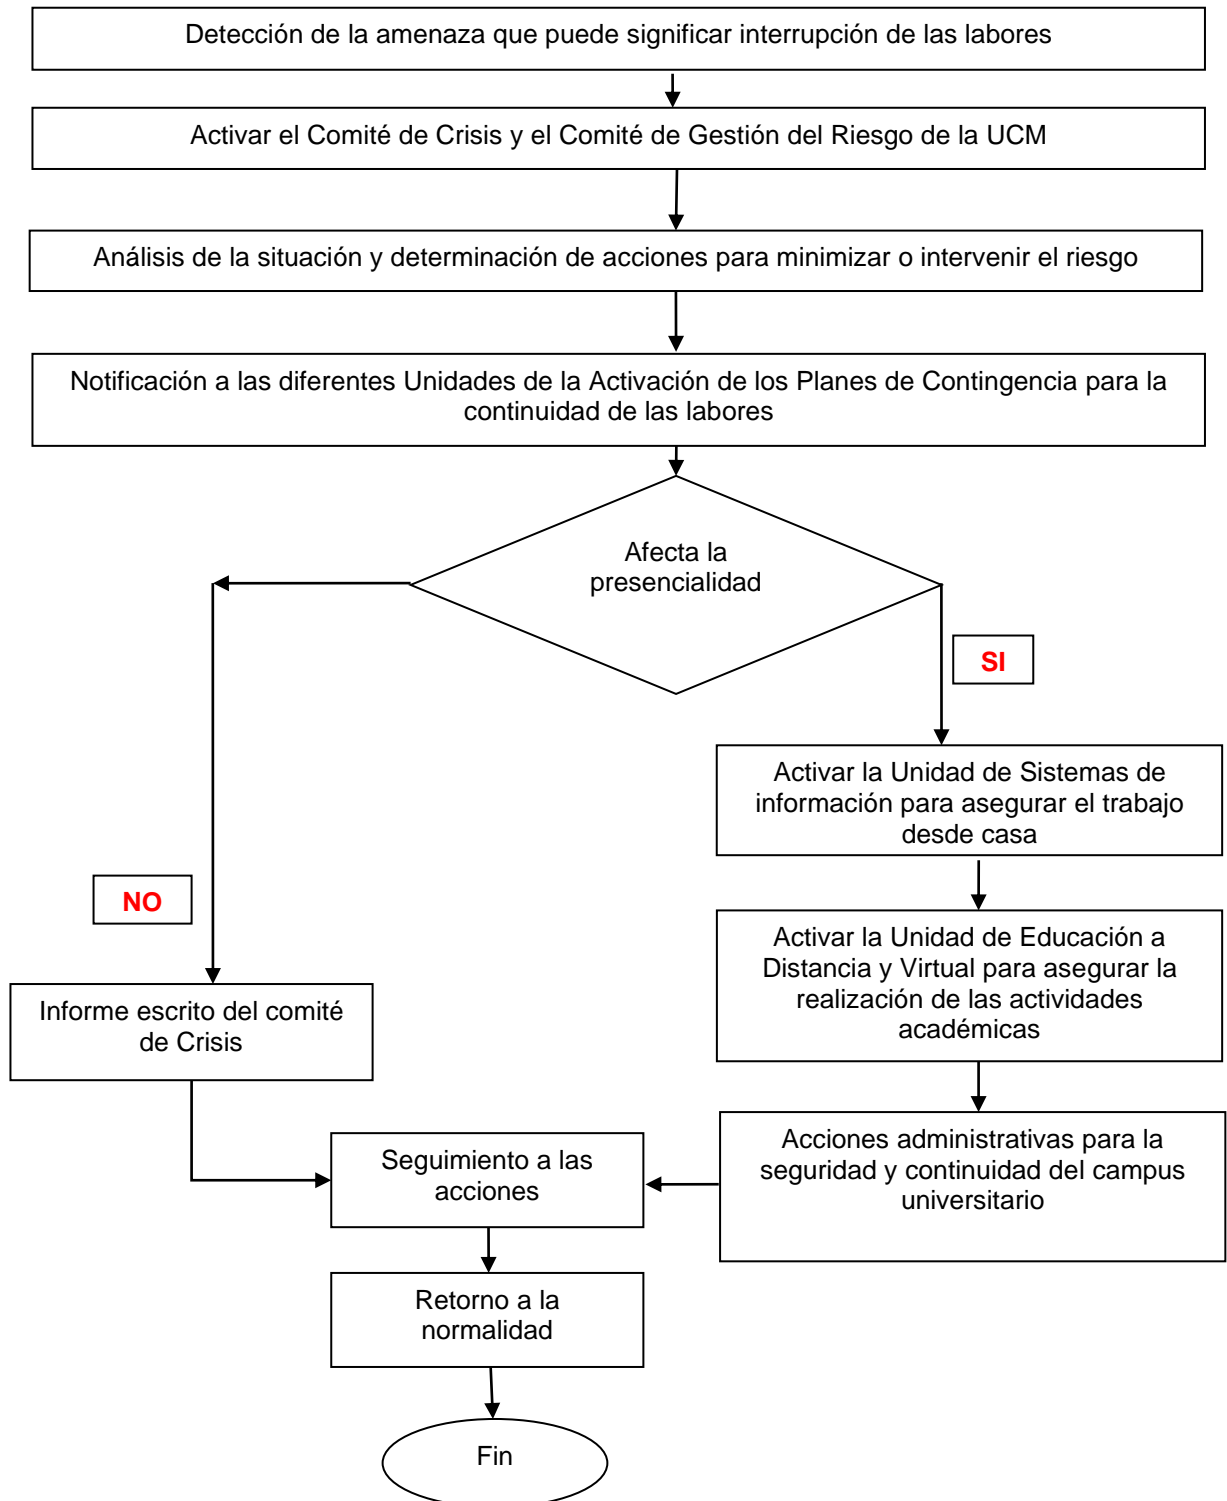 Detección de la amenaza que puede significar interrupción de las labores
Activar el Comité de Crisis y el Comité de Gestión del Riesgo de la UCM
Análisis de la situación y determinación de acciones para minimizar o intervenir el riesgo
Notificación a las diferentes Unidades de la Activación de los Planes de Contingencia para la
continuidad de las labores
Afecta la
presencialidad
SI
Activar la Unidad de Sistemas de
información para asegurar el trabajo
desde casa
NO
Activar la Unidad de Educación a
Distancia y Virtual para asegurar la
realización de las actividades
académicas
Informe escrito del comité
de Crisis
Acciones administrativas para la
seguridad y continuidad del campus
universitario
Seguimiento a las
acciones
Retorno a la
normalidad
Fin